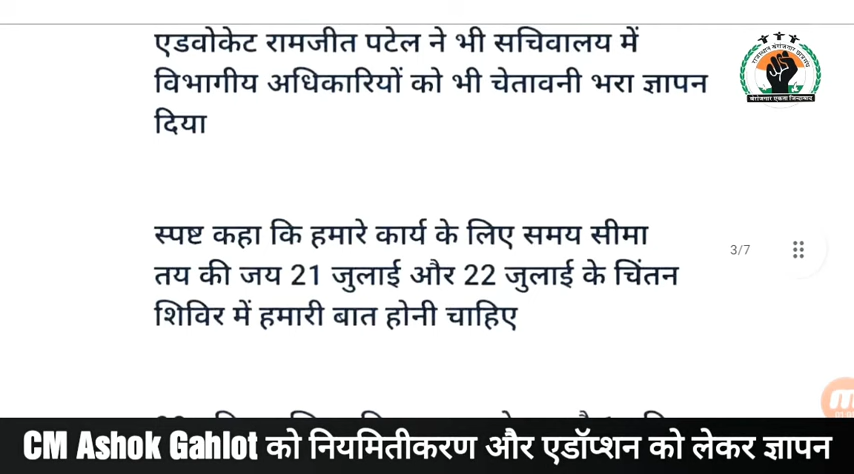 एडवोकेट रामजीत पटेल ने भी सचिवालय में
विभागीय अधिकारियों को भी चेतावनी भरा ज्ञापन
दिया
स्पष्ट कहा कि हमारे कार्य के लिए समय सीमा
तय की जय 21 जुलाई और 22 जुलाई के चिंतन
शिविर में हमारी बात होनी चाहिए
3/7
CM Ashok Gahlot को नियमितीकरण और एडॉप्शन को लेकर ज्ञापन